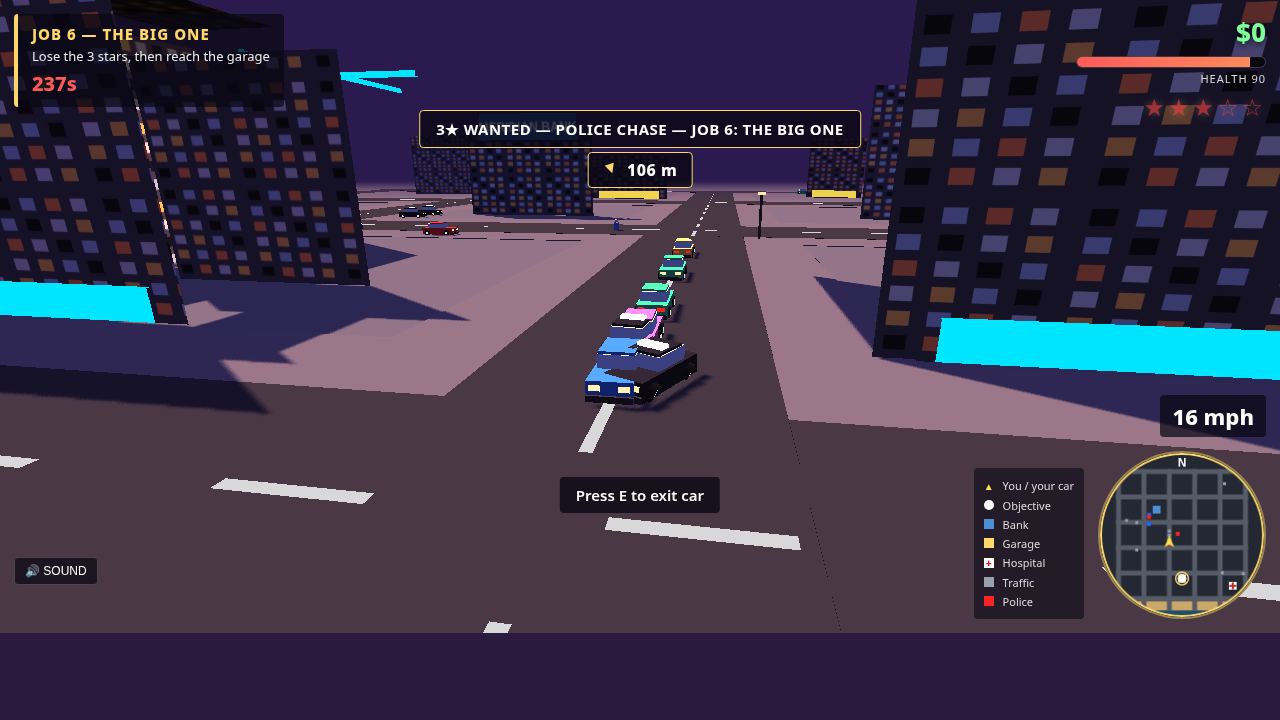 JOB 6 — THE BIG ONE
Lose the 3 stars, then reach the garage
237s
$0
HEALTH 90
3★ WANTED — POLICE CHASE — JOB 6: THE BIG ONE
106 m
16 mph
Press E to exit car
N
You / your car
Objective
Bank
Garage
Hospital
Traffic
Police
SOUND